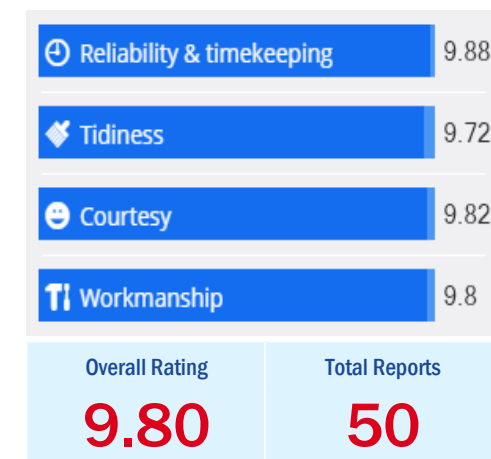 Reliability & timekeeping 9.88
Tidiness 9.72
Courtesy 9.82
Workmanship 9.8
Overall Rating Total Reports
9.80 50